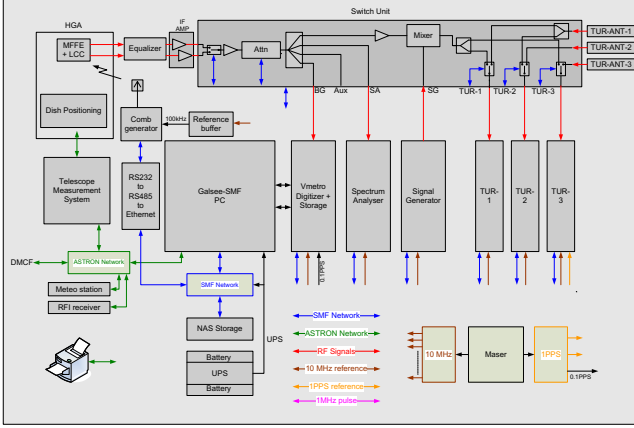 HGA
MFFE
+ LCC
Equalizer
IF
AMP
Switch Unit
Attn
Mixer
TUR-ANT-1
TUR-ANT-2
TUR-ANT-3
TUR-1
TUR-2
TUR-3
BG
Aux
SA
SG
Dish Positioning
Comb
generator
100kHz
Reference
buffer
Telescope
Measurement
System
RS232
to
RS485
to
Ethernet
Galsee-SMF
PC
Vmetro
Digitizer +
Storage
Spectrum
Analyser
Signal
Generator
TUR-
1
TUR-
2
TUR-
3
DMCF
ASTRON Network
Meteo station
RFI receiver
SMF Network
0.1PPS
NAS Storage
UPS
Battery
UPS
Battery
SMF Network
ASTRON Network
RF Signals
10 MHz reference
1PPS reference
1MHz pulse
10 MHz
Maser
1PPS
0.1PPS